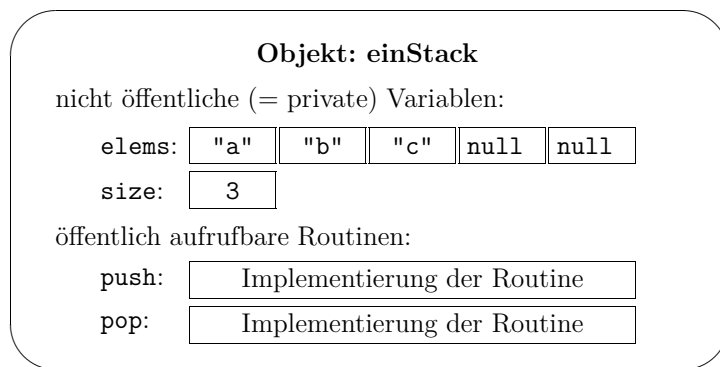 Objekt: einStack
nicht öffentliche (= private) Variablen:
elems: "a" "b" "c" null null
size: 3
öffentlich aufrufbare Routinen:
push: Implementierung der Routine
pop: Implementierung der Routine